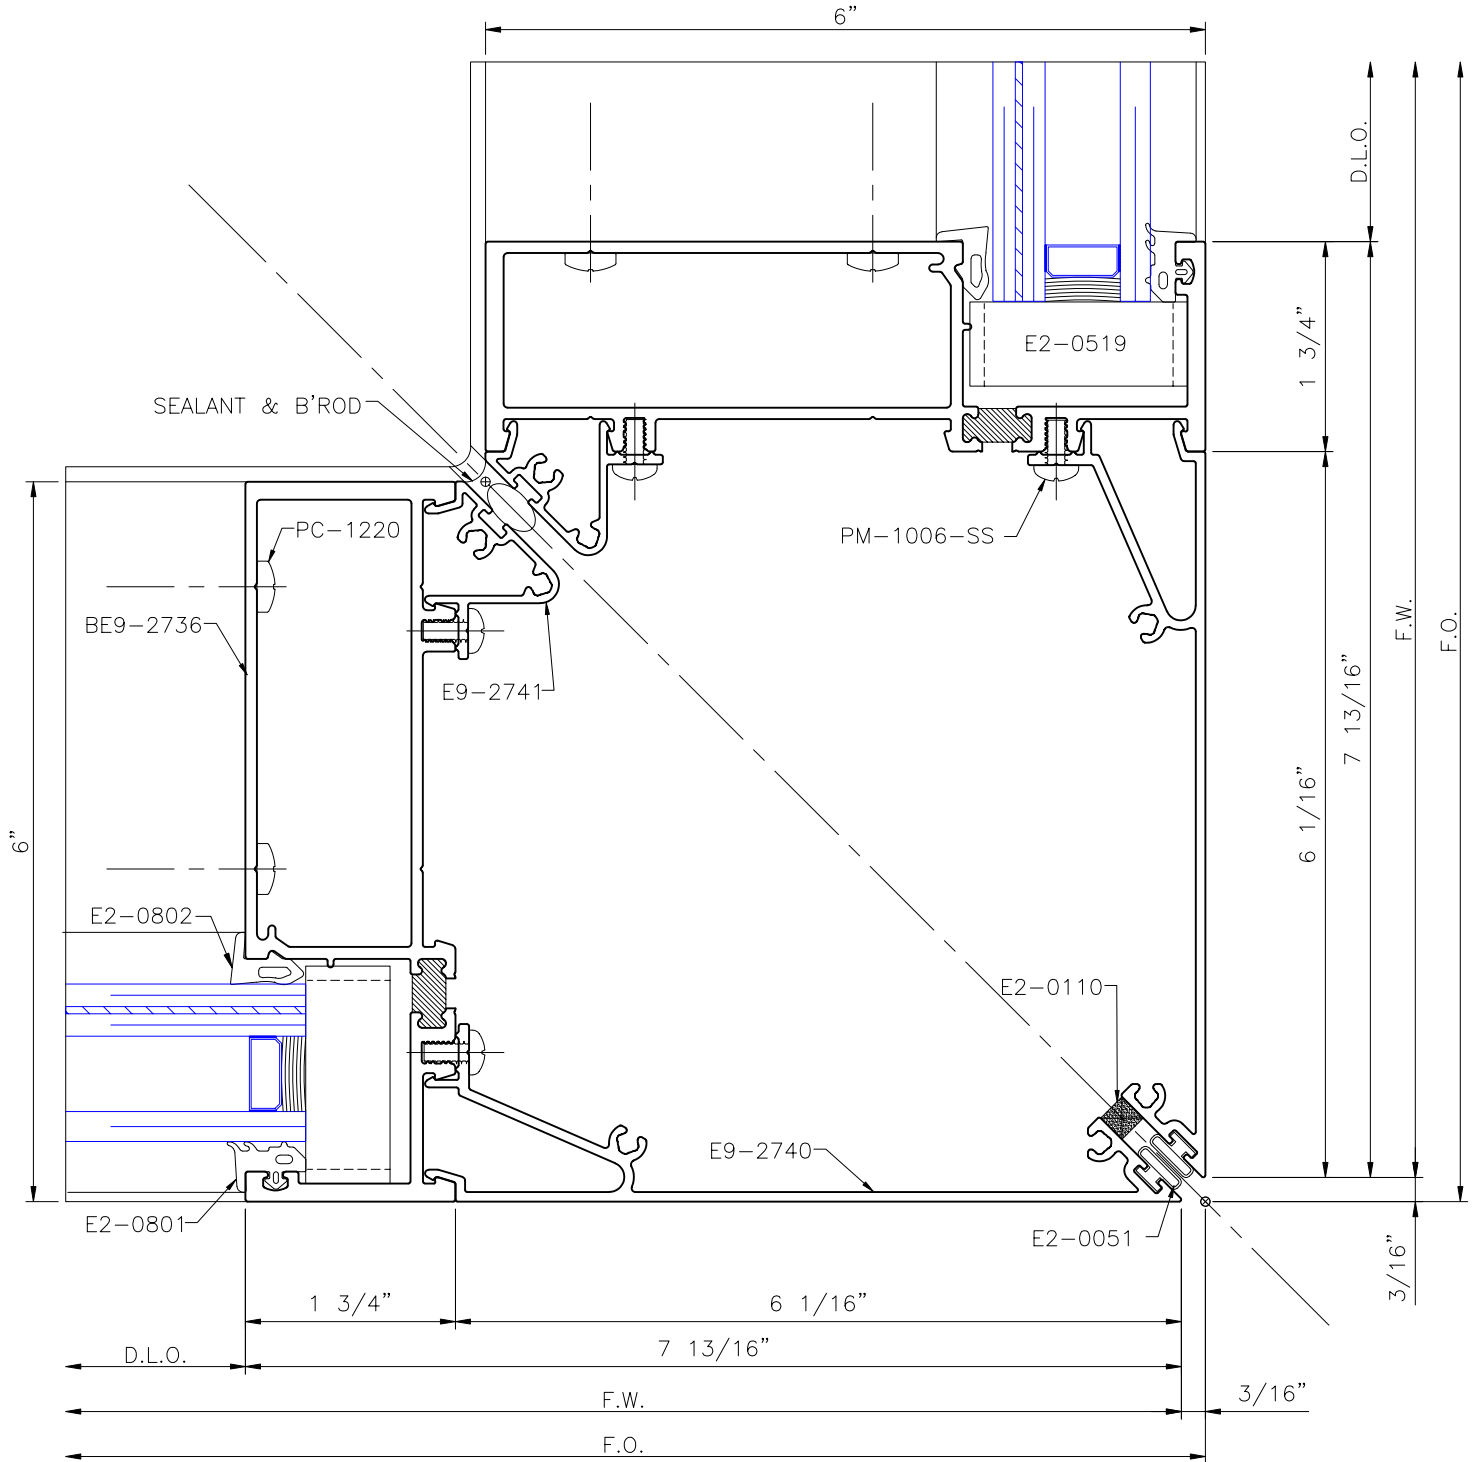 6”
D.L.O.
1 3/4”
E2-0519
SEALANT & B'ROD
PC-1220
PM-1006-SS
BE9-2736
F.W.
F.O.
7 13/16”
E9-2741
6 1/16”
6”
E2-0802
E2-0110
E9-2740
E2-0801
E2-0051
3/16”
1 3/4”
6 1/16”
D.L.O.
7 13/16”
F.W.
3/16”
F.O.